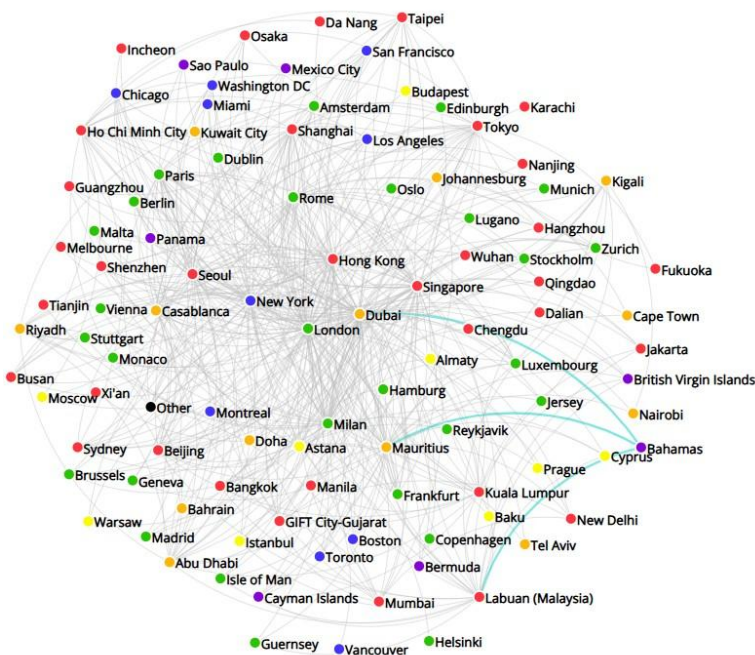 Da Nang
Taipei
Osaka
Incheon
San Francisco
Sao Paulo
Mexico City
Washington DC
Budapest
Chicago
Miami
Amsterdam
Edinburgh
Karachi
Ho Chi Minh City
Kuwait City
Shanghai
Tokyo
Los Angeles
Dublin
Nanjing
Paris
Johannesburg
Kigali
Guangzhou
Oslo
Munich
Berlin
Rome
Lugano
Hangzhou
Malta
Panama
Melbourne
Zurich
Wuhan
Stockholm
Shenzhen
Hong Kong
Seoul
Fukuoka
Singapore
Qingdao
New York
Tianjin
Vienna
Casablanca
Dubai
Dalian
Cape Town
Riyadh
London
Chengdu
Stuttgart
Jakarta
Monaco
Almaty
Luxembourg
Busan
British Virgin Islands
Xi'an
Hamburg
Moscow
Jersey
Other
Montreal
Nairobi
Milan
Reykjavik
Doha
Sydney
Beijing
Astana
Mauritius
Bahamas
Cyprus
Brussels
Geneva
Prague
Bangkok
Manila
Frankfurt
Kuala Lumpur
Bahrain
Warsaw
GIFT City-Gujarat
Baku
New Delhi
Madrid
Istanbul
Boston
Copenhagen
Tel Aviv
Toronto
Abu Dhabi
Bermuda
Isle of Man
Cayman Islands
Mumbai
Labuan (Malaysia)
Guernsey
Vancouver
Helsinki